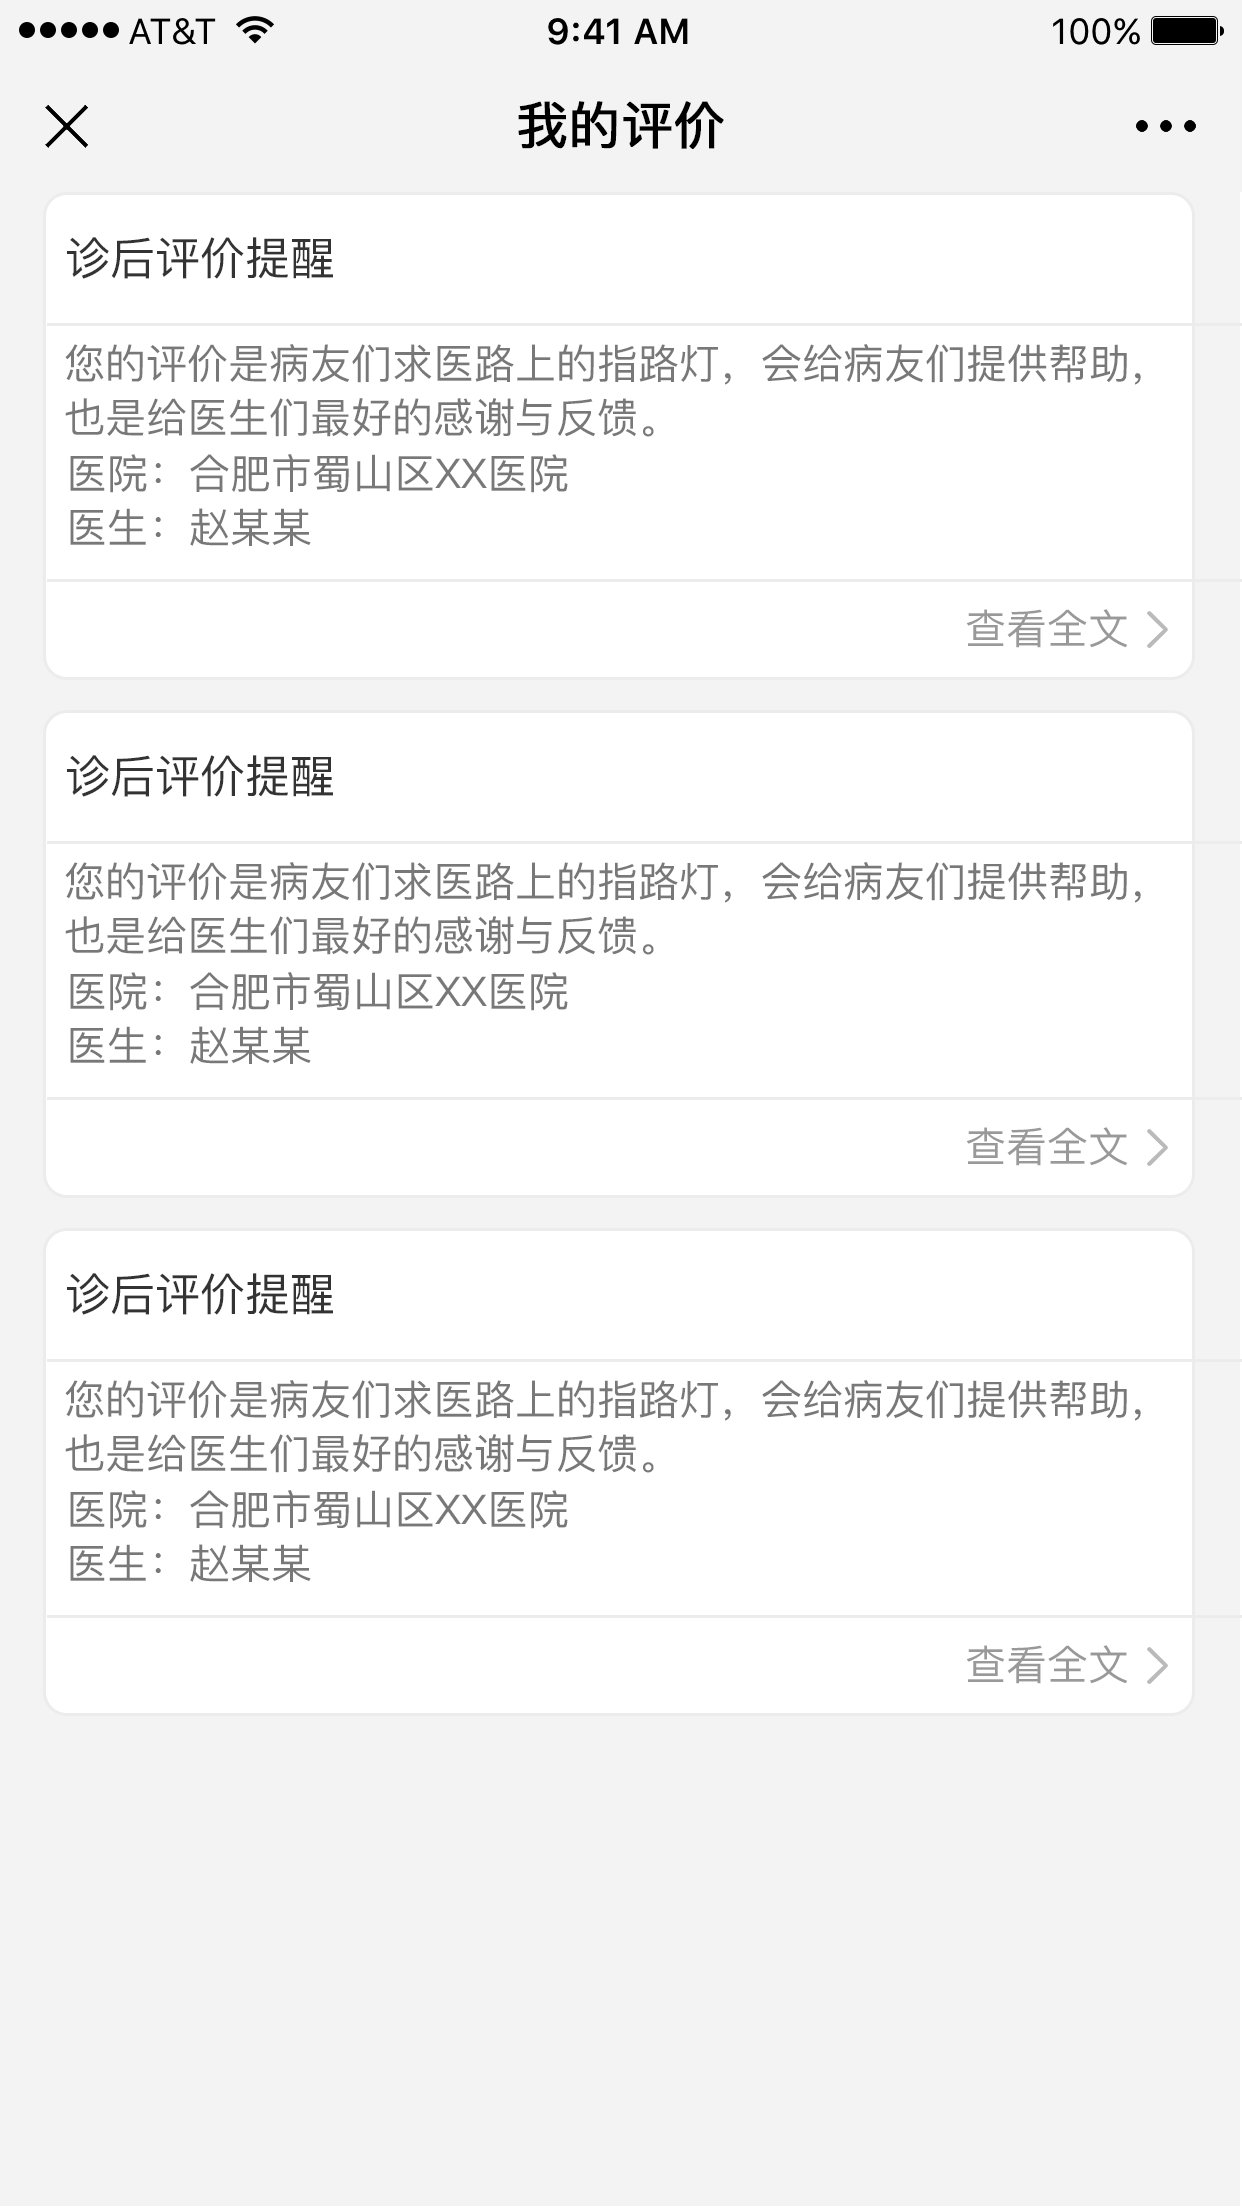 ●●●●● AT&T 9:41 AM 100%
我的评价
诊后评价提醒
您的评价是病友们求医路上的指路灯，会给病友们提供帮助，
也是给医生们最好的感谢与反馈。
医院：合肥市蜀山区XX医院
医生：赵某某
查看全文
诊后评价提醒
您的评价是病友们求医路上的指路灯，会给病友们提供帮助，
也是给医生们最好的感谢与反馈。
医院：合肥市蜀山区XX医院
医生：赵某某
查看全文
诊后评价提醒
您的评价是病友们求医路上的指路灯，会给病友们提供帮助，
也是给医生们最好的感谢与反馈。
医院：合肥市蜀山区XX医院
医生：赵某某
查看全文